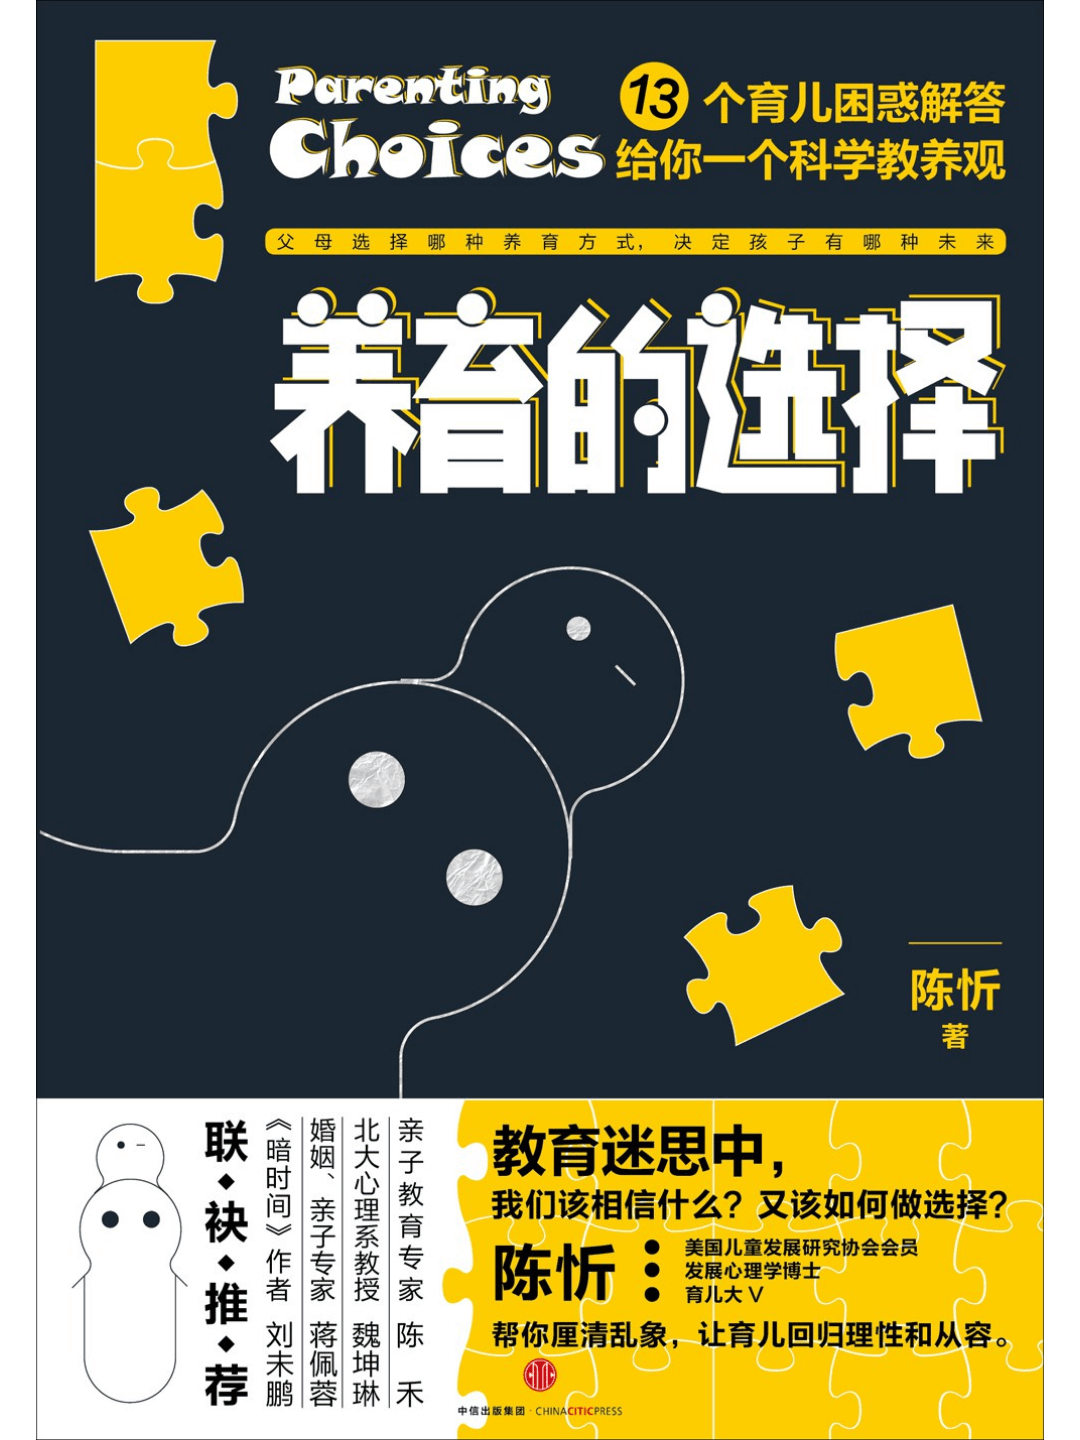 Parenting
Choices
13个育儿困惑解答
给你一个科学教养观
父母选择哪种养育方式，决定孩子有哪种未来
养育的选择
陈忻
著
联·袂·推·荐
亲子教育专家 陈禾
北大心理系教授 魏坤琳
婚姻、亲子专家 蒋佩蓉
《暗时间》作者 刘未鹏
教育迷思中，
我们该相信什么？又该如何做选择？
陈忻：
美国儿童发展研究协会会员
发展心理学博士
育儿大V
帮你厘清乱象，让育儿回归理性和从容。
中信出版集团·CHINACITICPRESS